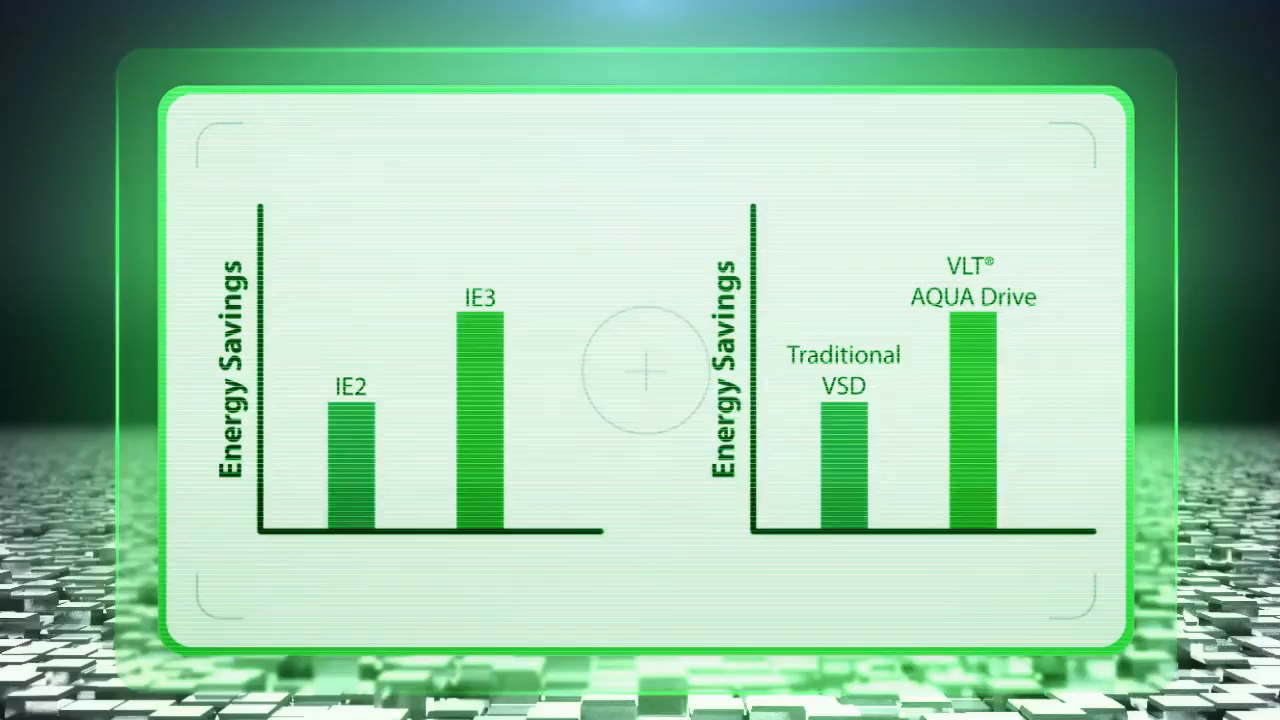 Energy Savings
IE2
IE3
Energy Savings
Traditional
VSD
VLT®
AQUA Drive